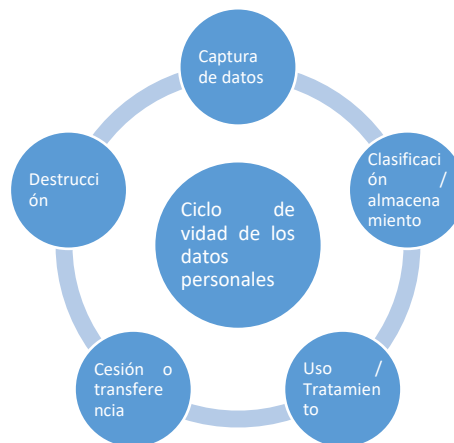 Captura
de datos
Clasificaci
ón /
almacena
miento
Uso /
Tratamien
to
Cesión o
transfere
ncia
Destrucci
ón
Ciclo de
vidad de los
datos
personales